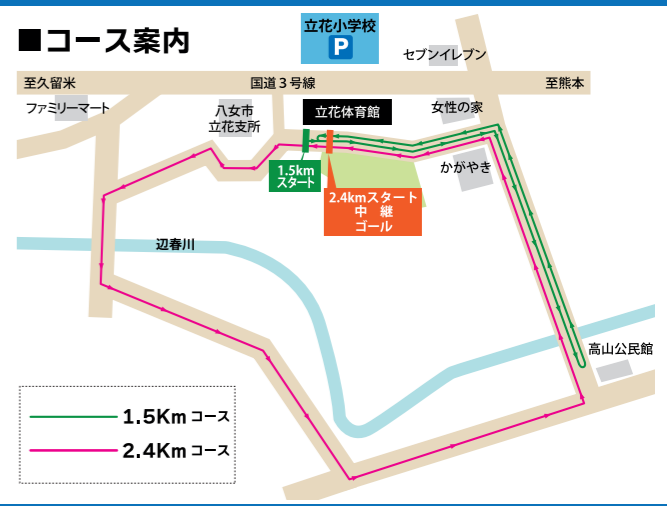 ■コース案内
立花小学校
P
セブンイレブン
至久留米
国道3号線
至熊本
ファミリーマート
八女市
立花支所
立花体育館
女性の家
かがやき
1.5km
スタート
2.4kmスタート
中 継
ゴール
辺春川
高山公民館
1.5Km コース
2.4Km コース